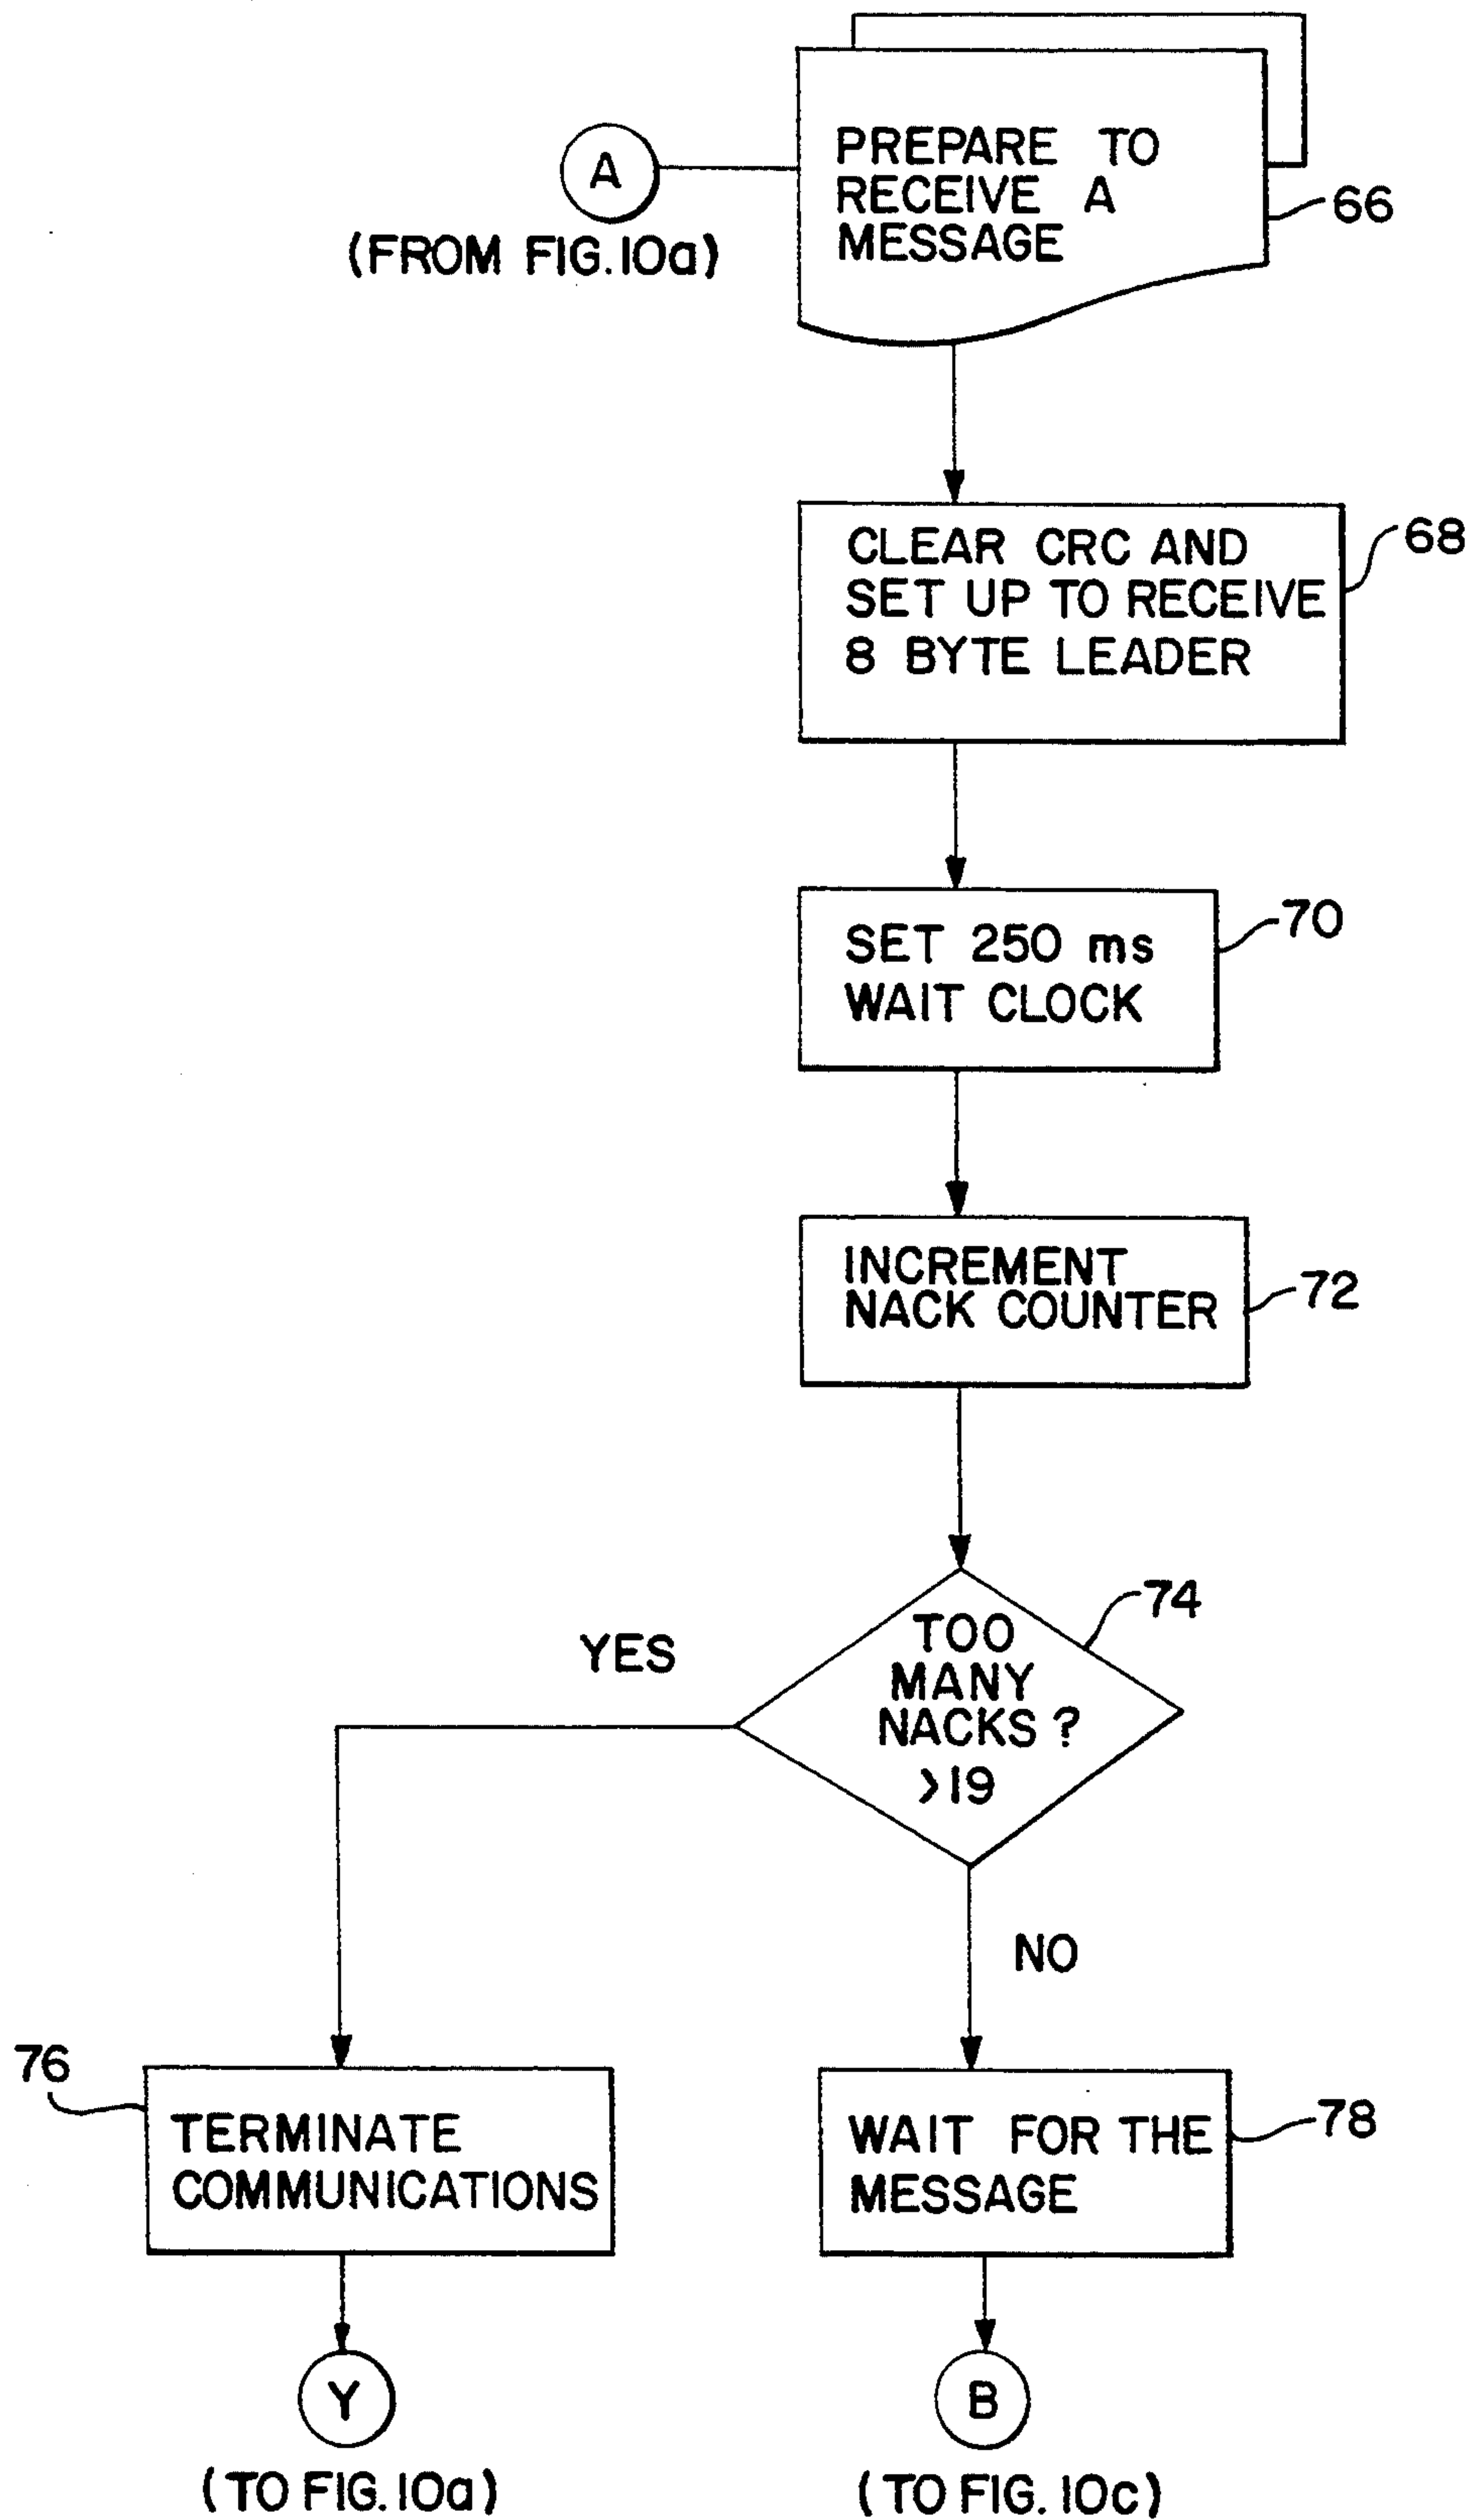 PREPARE TO
RECEIVE A
MESSAGE
66
A
(FROM FIG.10a)
CLEAR CRC AND
SET UP TO RECEIVE
8 BYTE LEADER
68
SET 250 ms
WAIT CLOCK
70
INCREMENT
NACK COUNTER
72
TOO
MANY
NACKS ?
>19
74
YES
NO
76
TERMINATE
COMMUNICATIONS
WAIT FOR THE
MESSAGE
78
Y
(TO FIG.10a)
B
(TO FIG. 10c)